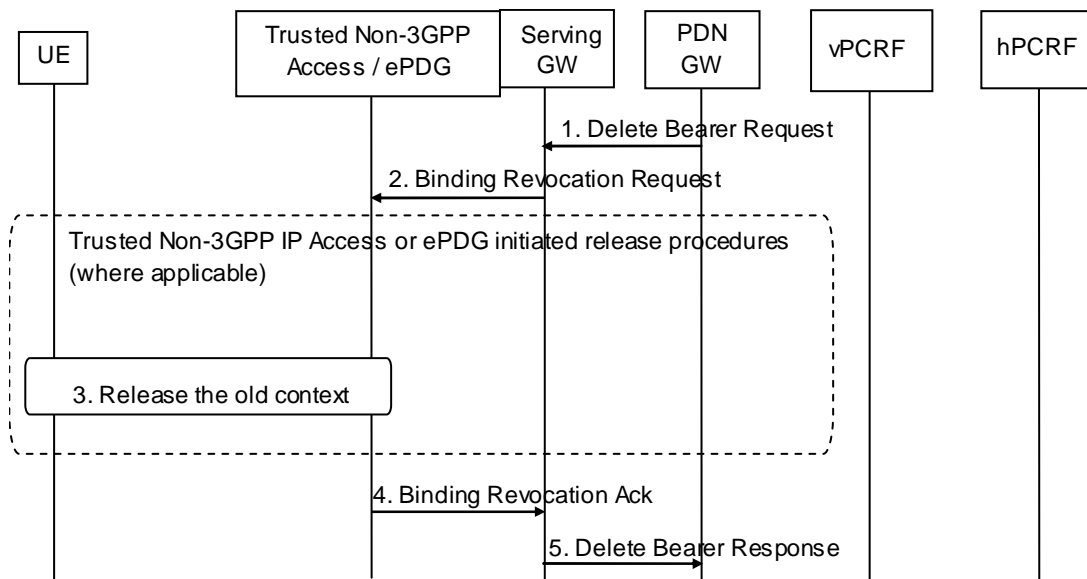 UE
Trusted Non-3GPP
Access / ePDG
Serving
GW
PDN
GW
vPCRF
hPCRF
1. Delete Bearer Request
2. Binding Revocation Request
Trusted Non-3GPP IP Access or ePDG initiated release procedures
(where applicable)
3. Release the old context
4. Binding Revocation Ack
5. Delete Bearer Response